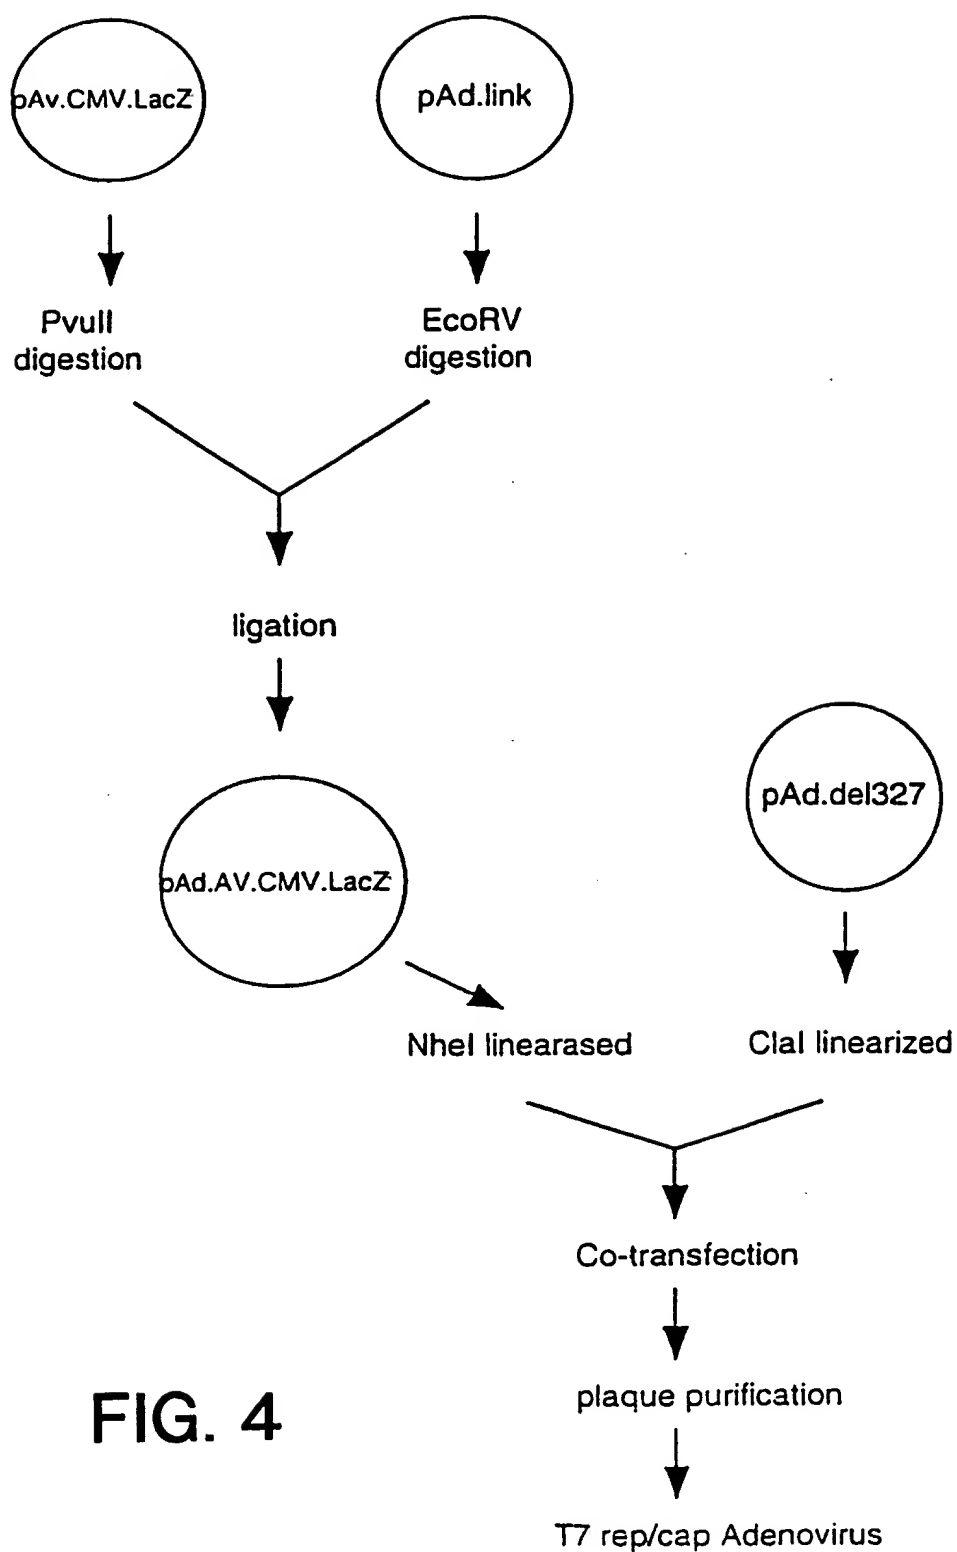 pAv.CMV.LacZ
pAd.link
PvuII
digestion
EcoRV
digestion
ligation
pAd.AV.CMV.LacZ
pAd.del327
NheI linearased
ClaI linearized
Co-transfection
plaque purification
T7 rep/cap Adenovirus
FIG. 4